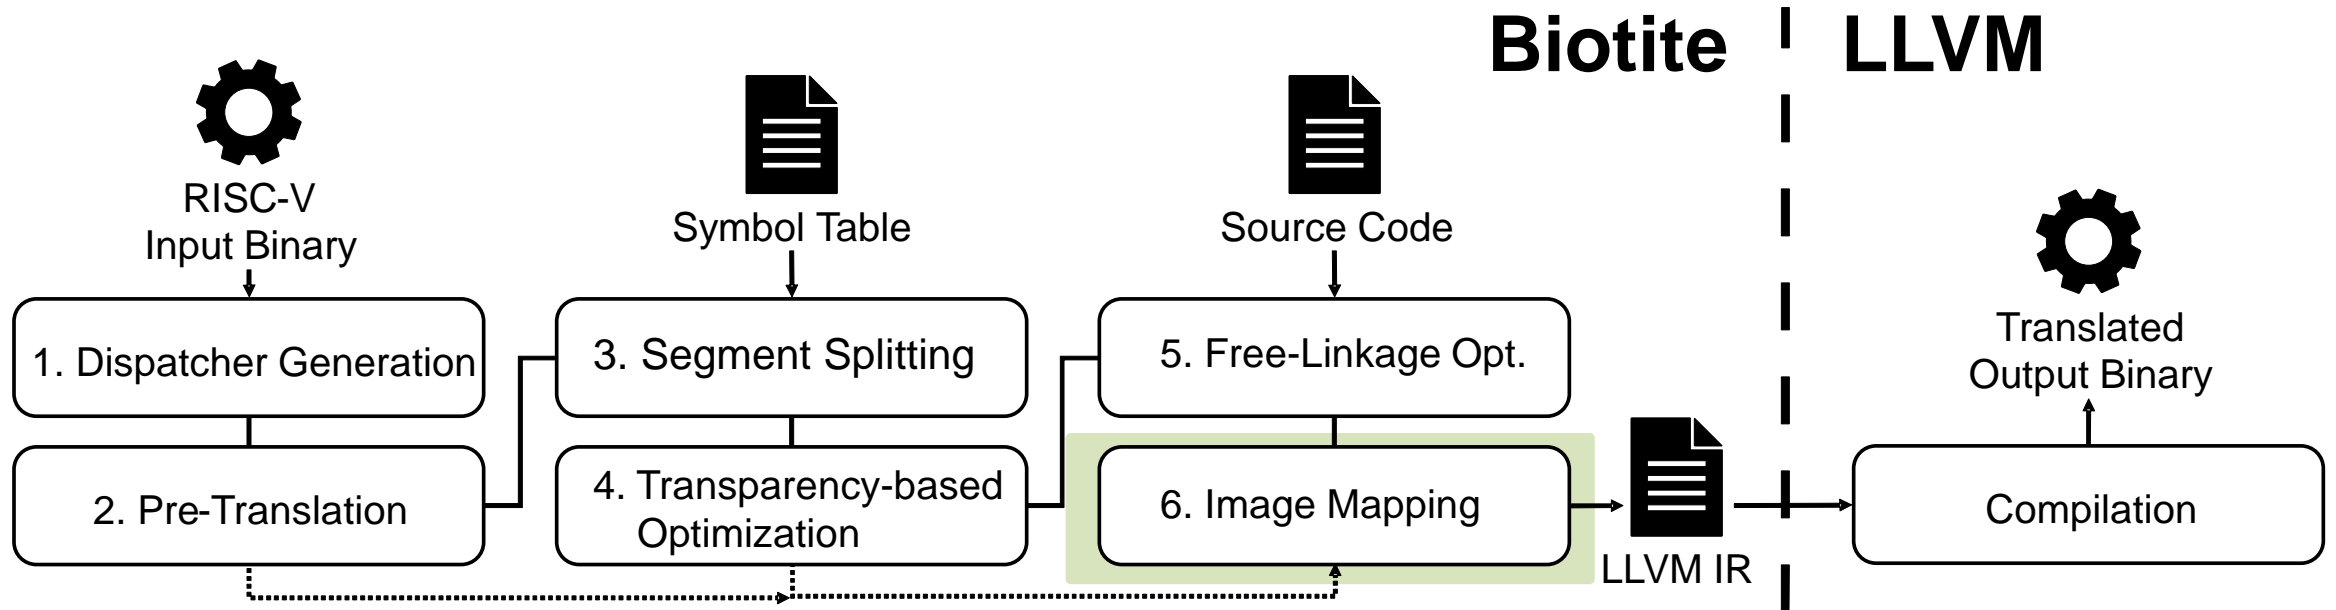 Biotite
LLVM
RISC-V
Input Binary
Symbol Table
Source Code
1. Dispatcher Generation
2. Pre-Translation
3. Segment Splitting
4. Transparency-based
Optimization
5. Free-Linkage Opt.
6. Image Mapping
LLVM IR
Translated
Output Binary
Compilation